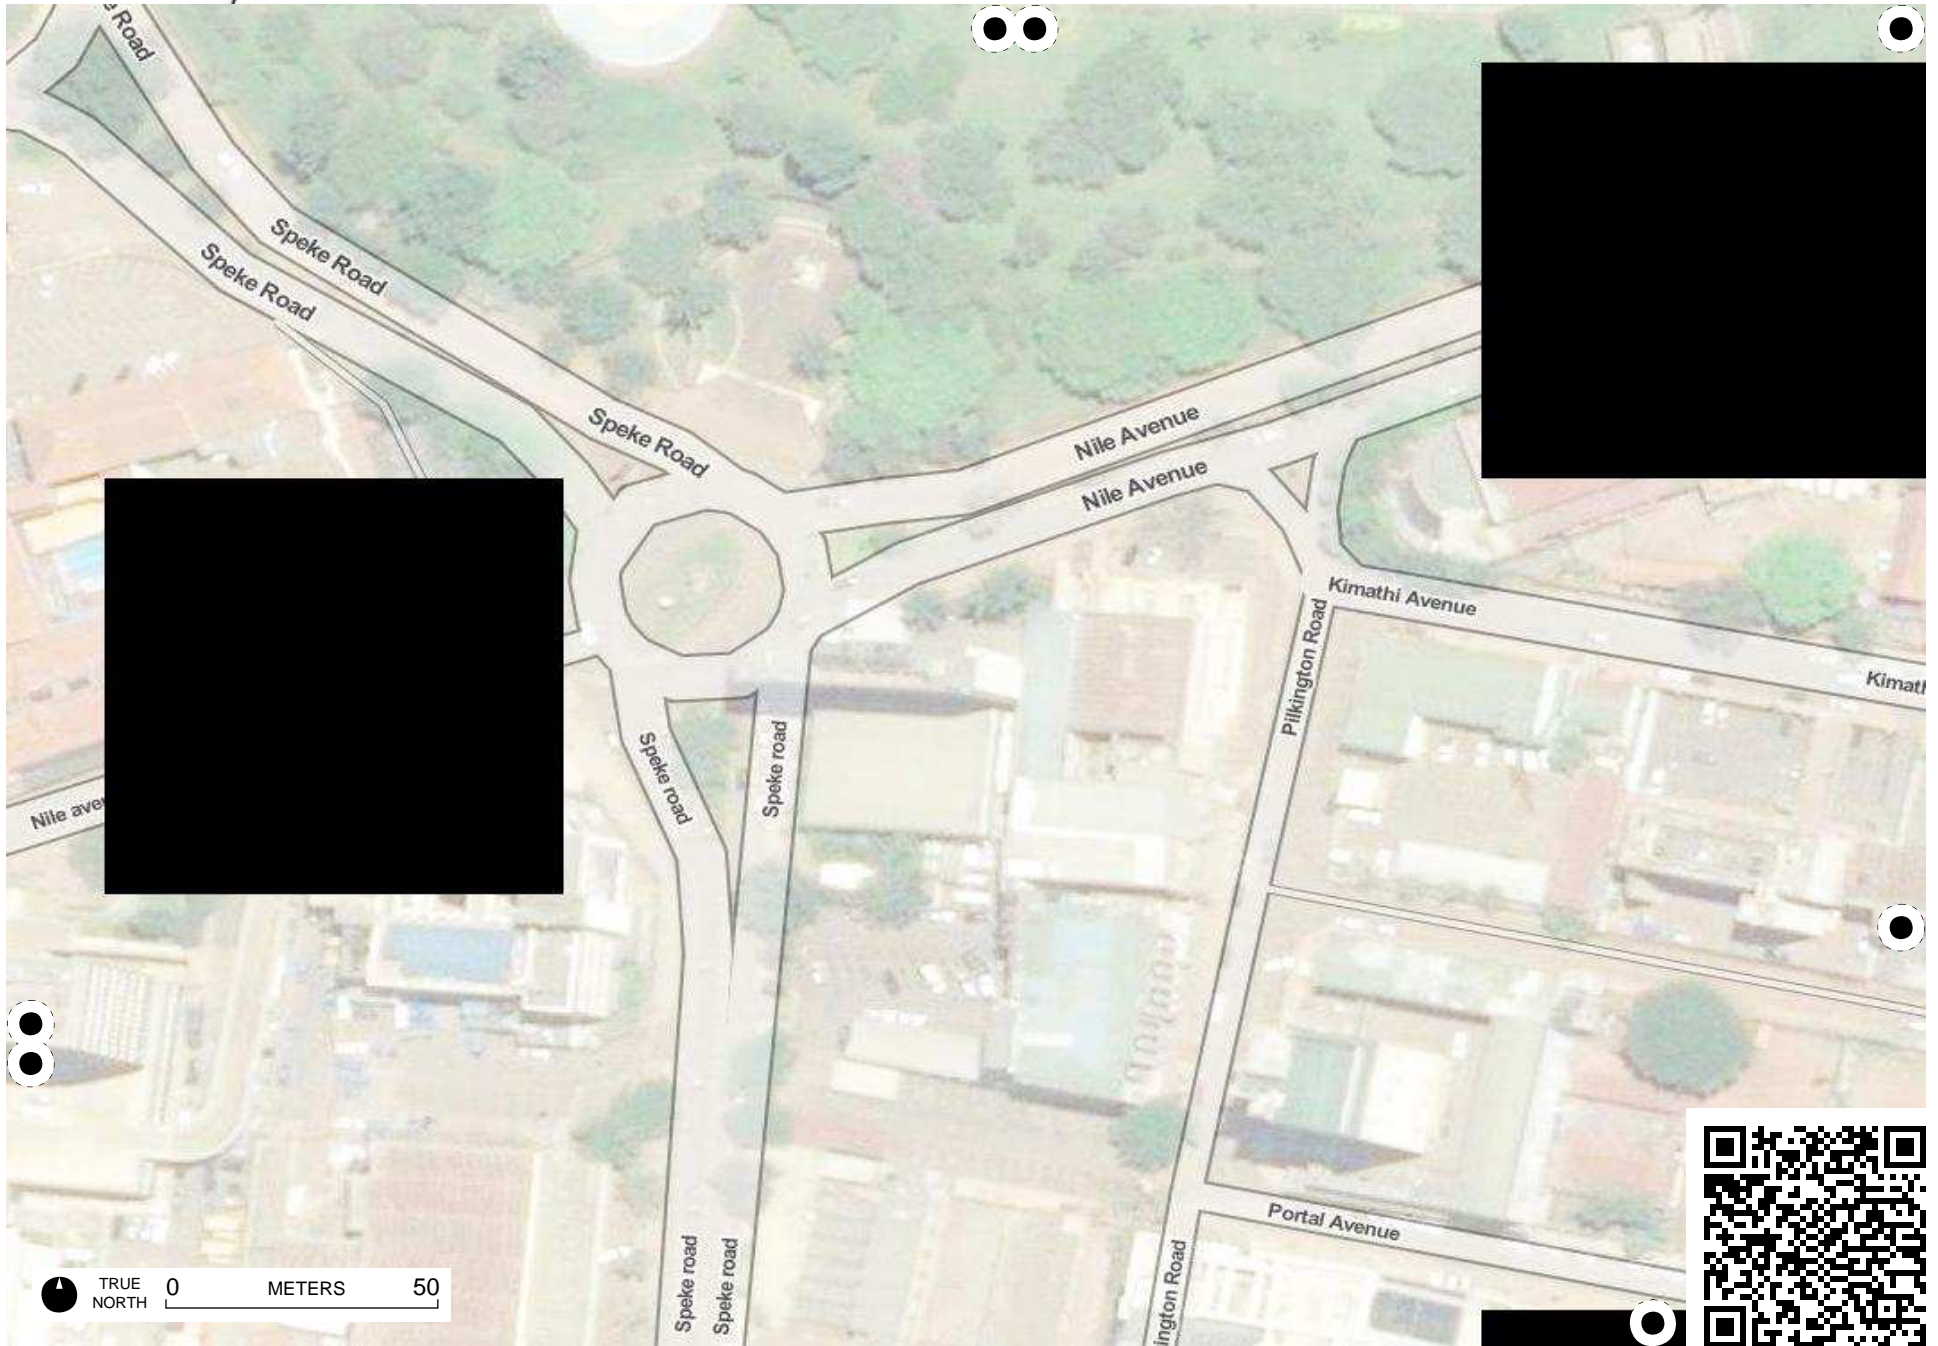 Road
Speke Road
Speke Road
Speke Road
Nile Avenue
Nile Avenue
Kimathi Avenue
Pilkington Road
Kimath
Speke road
Speke road
Nile aven
Portal Avenue
Speke road
Speke road
ington Road
TRUE
NORTH
0 METERS 50